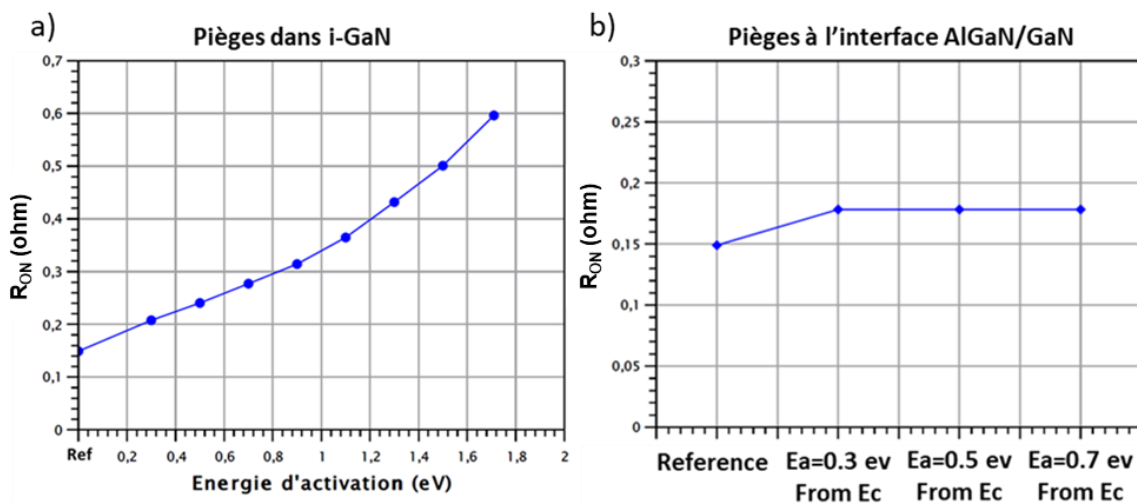 a)
Pièges dans i-GaN
0,7
0,6
0,5
0,4
0,3
0,2
0,1
0
R_ON (ohm)
Ref 0,2 0,4 0,6 0,8 1 1,2 1,4 1,6 1,8 2
Energie d'activation (eV)
b)
Pièges à l'interface AlGaN/GaN
0,3
0,25
0,2
0,15
0,1
0,05
0
R_ON (ohm)
Reference Ea=0.3 ev Ea=0.5 ev Ea=0.7 ev
From Ec From Ec From Ec